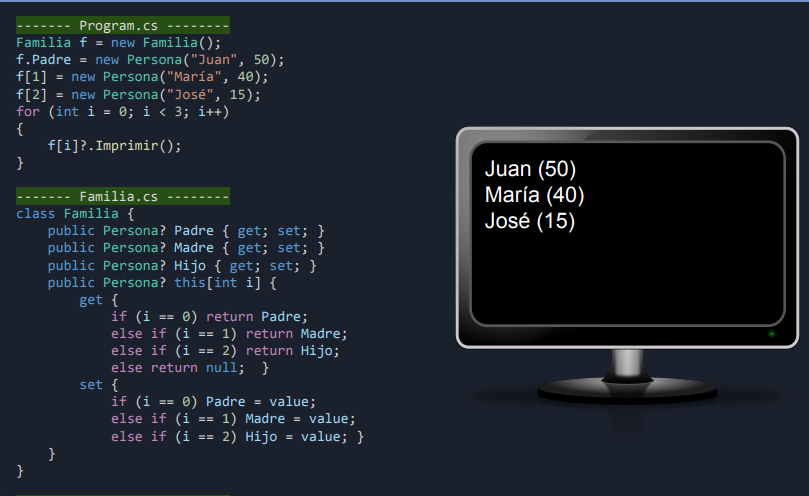 ------- Program.cs --------
Familia f = new Familia();
f.Padre = new Persona("Juan", 50);
f[1] = new Persona("María", 40);
f[2] = new Persona("José", 15);
for (int i = 0; i < 3; i++)
{
    f[i]?.Imprimir();
}
------- Familia.cs --------
class Familia {
    public Persona? Padre { get; set; }
    public Persona? Madre { get; set; }
    public Persona? Hijo { get; set; }
    public Persona? this[int i] {
        get {
            if (i == 0) return Padre;
            else if (i == 1) return Madre;
            else if (i == 2) return Hijo;
            else return null;  }
        set {
            if (i == 0) Padre = value;
            else if (i == 1) Madre = value;
            else if (i == 2) Hijo = value; }
    }
}
Juan (50)
María (40)
José (15)